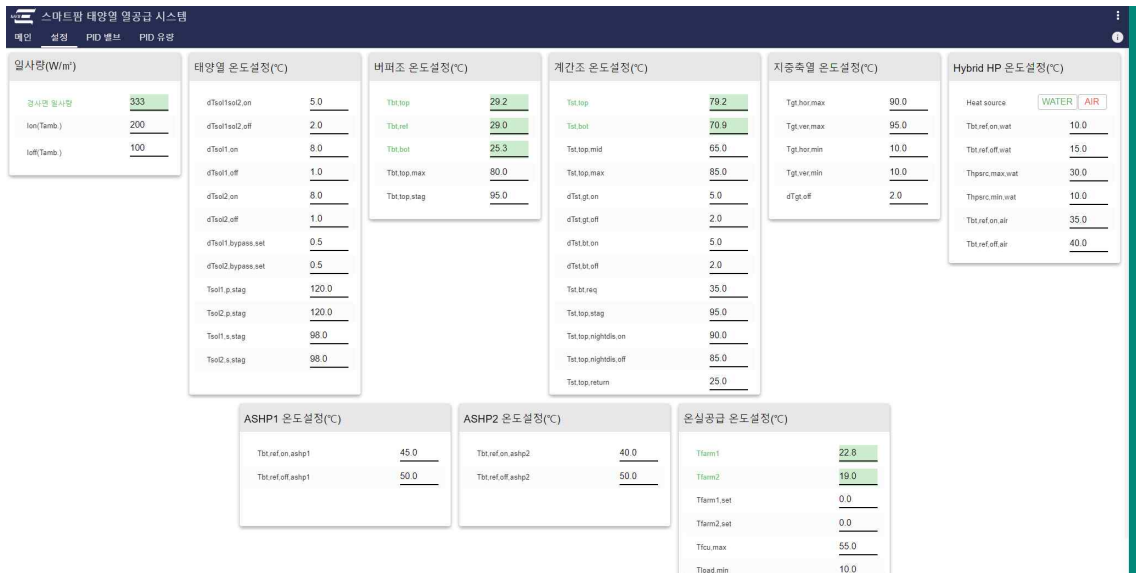 스마트팜 태양열 열공급 시스템
메인 설정 PID 밸브 PID 유량
일사량(W/m²)
경사면 일사량 333
Ion(Tamb.) 200
Ioff(Tamb.) 100
태양열 온도설정(℃)
dTsol1sol2,on 5.0
dTsol1sol2,off 2.0
dTsol1,on 8.0
dTsol1,off 1.0
dTsol2,on 8.0
dTsol2,off 1.0
dTsol1,bypass,set 0.5
dTsol2,bypass,set 0.5
Tsol1,p,stag 120.0
Tsol2,p,stag 120.0
Tsol1,s,stag 98.0
Tsol2,s,stag 98.0
버퍼조 온도설정(℃)
Tbt,top 29.2
Tbt,ref 29.0
Tbt,bot 25.3
Tbt,top,max 80.0
Tbt,top,stag 95.0
계간조 온도설정(℃)
Tst,top 79.2
Tst,bot 70.9
Tst,top,mid 65.0
Tst,top,max 85.0
dTst,gt,on 5.0
dTst,gt,off 2.0
dTst,bt,on 5.0
dTst,bt,off 2.0
Tst,bt,req 35.0
Tst,top,stag 95.0
Tst,top,nightdis,on 90.0
Tst,top,nightdis,off 85.0
Tst,top,return 25.0
지중축열 온도설정(℃)
Tgt,hor,max 90.0
Tgt,ver,max 95.0
Tgt,hor,min 10.0
Tgt,ver,min 10.0
dTgt,off 2.0
Hybrid HP 온도설정(℃)
Heat source WATER AIR
Tbt,ref,on,wat 10.0
Tbt,ref,off,wat 15.0
Thpsrc,max,wat 30.0
Thpsrc,min,wat 10.0
Tbt,ref,on,air 35.0
Tbt,ref,off,air 40.0
ASHP1 온도설정(℃)
Tbt,ref,on,ashp1 45.0
Tbt,ref,off,ashp1 50.0
ASHP2 온도설정(℃)
Tbt,ref,on,ashp2 40.0
Tbt,ref,off,ashp2 50.0
온실공급 온도설정(℃)
Tfarm1 22.8
Tfarm2 19.0
Tfarm1,set 0.0
Tfarm2,set 0.0
Tfcu,max 55.0
Tload,min 10.0